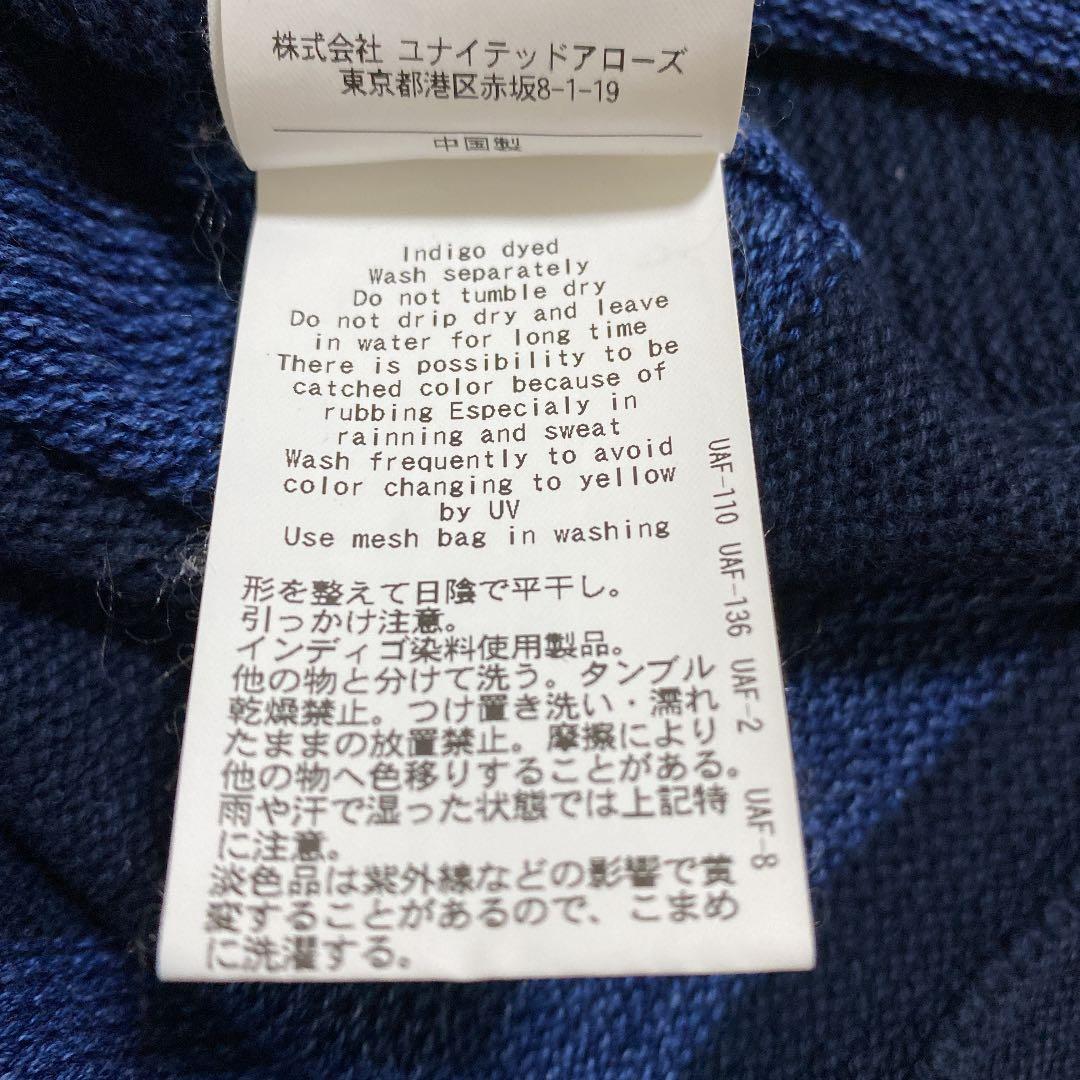 株式会社 ユナイテッドアローズ
東京都港区赤坂8-1-19
中国製
Indigo dyed
Wash separately
Do not tumble dry
Do not drip dry and leave
in water for long time
There is possibility to be
catched color because of
rubbing Especialy in
rainning and sweat
Wash frequently to avoid
color changing to yellow
by UV
Use mesh bag in washing
形を整えて日陰で平干し。
引っかけ注意。
インディゴ染料使用製品。
他の物と分けて洗う。タンブル
乾燥禁止。つけ置き洗い・濡れ
たままの放置禁止。摩擦により
他の物へ色移りすることがある。
雨や汗で湿った状態では上記特
に注意。
淡色品は紫外線などの影響で黄
変することがあるので、こまめ
に洗濯する。
UAF-110 UAF-136 UAF-2 UAF-8